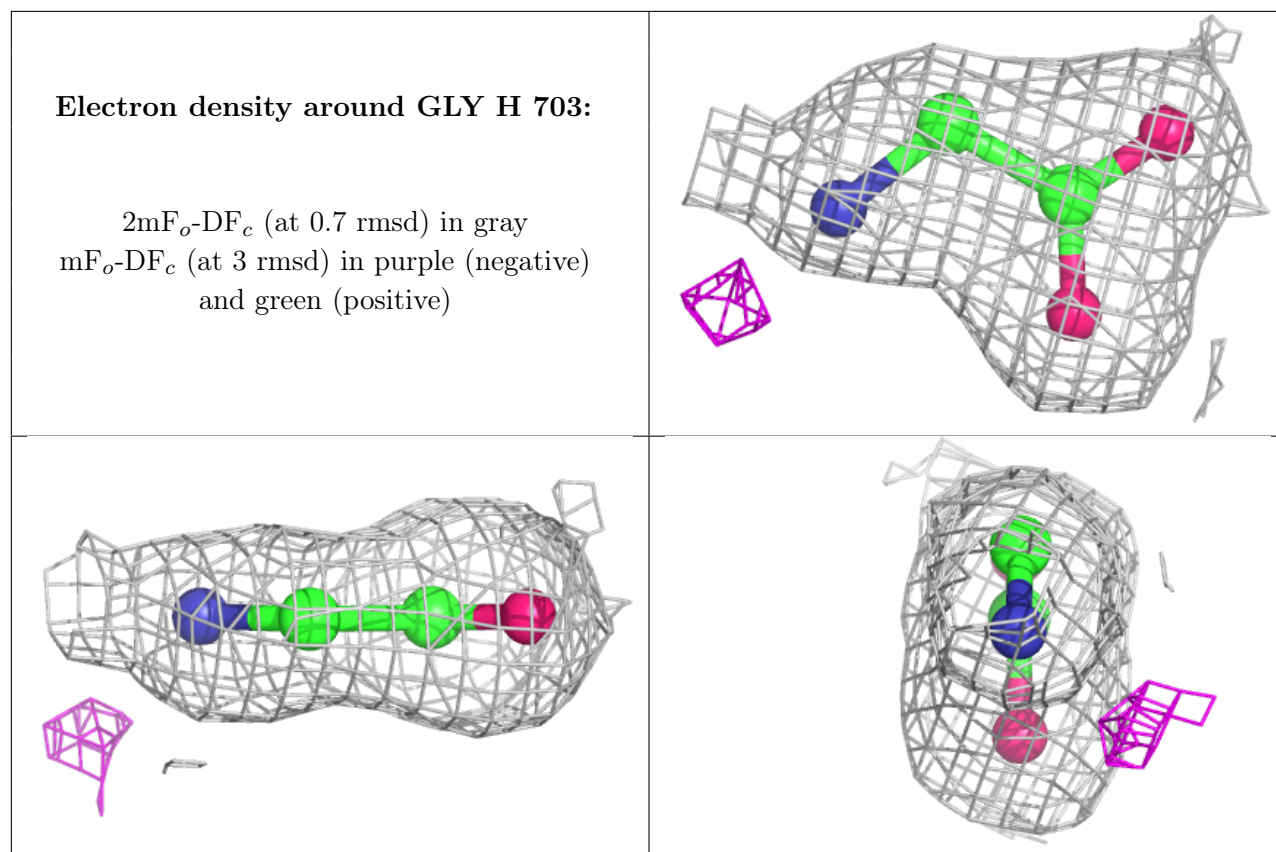 Electron density around GLY H 703:
2mFo-DFc (at 0.7 rmsd) in gray
mFo-DFc (at 3 rmsd) in purple (negative)
and green (positive)